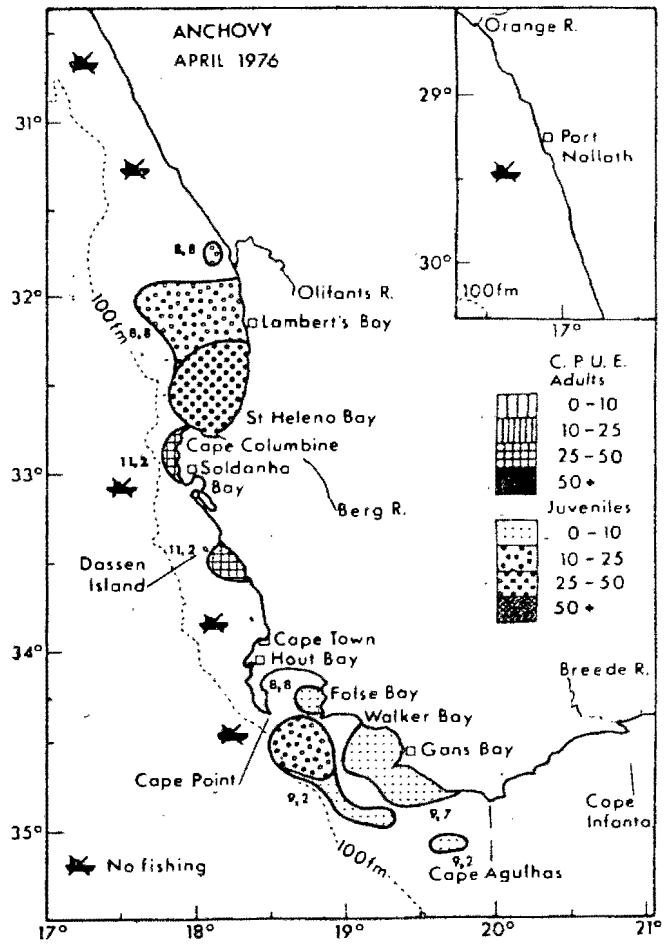 ANCHOVY
APRIL 1976
Orange R.
29°
Port
Nolloth
30°
100fm
17°
31°
8,8
Olifants R.
32°
100fm
Lambert's Bay
8,8
St Heleno Bay
Cape Columbine
11,2
Soldanha
Bay
33°
Berg R.
11,2
Dassen
Island
C. P. U. E.
Adults
0-10
10-25
25-50
50+
Juveniles
0-10
10-25
25-50
50+
34°
Cape Town
Hout Bay
8,8
Folse Bay
Breede R.
Walker Bay
Gans Bay
Cape Point
9,2
9,7
Cape
Infanta
35°
100fm
9,2
Cape Agulhas
No fishing
17°
18°
19°
20°
21°